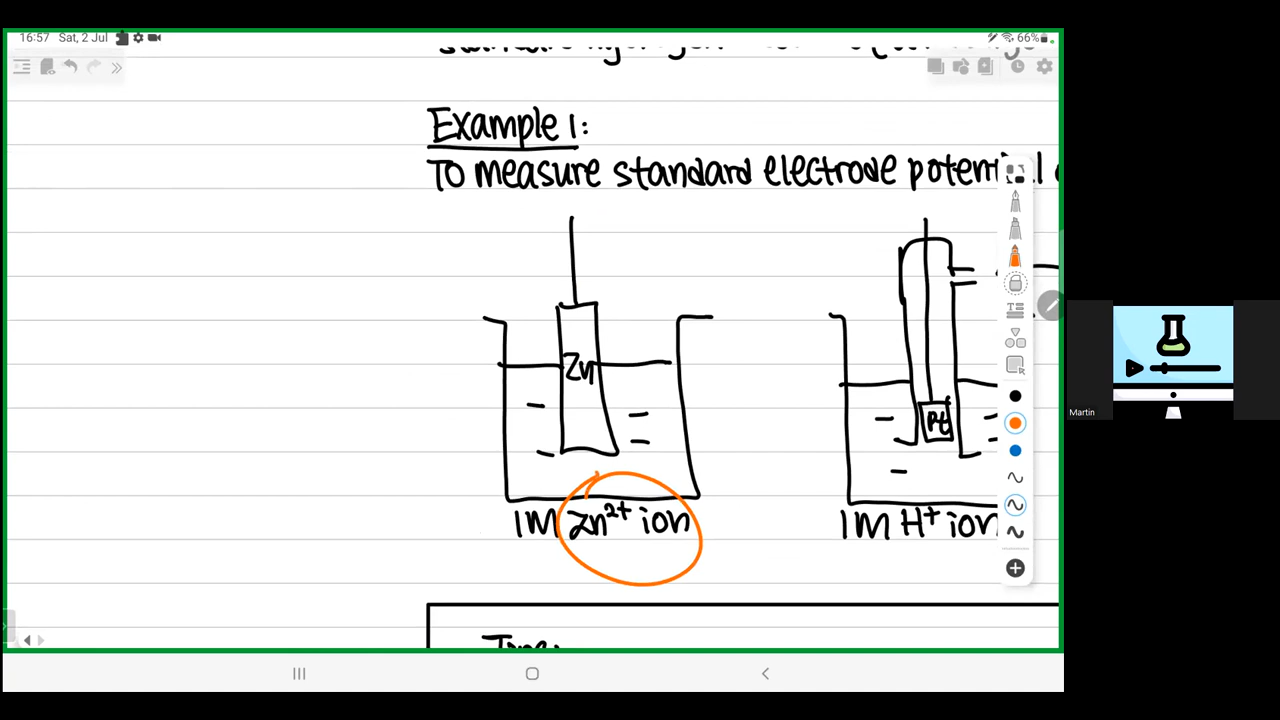 16:57 Sat, 2 Jul
66%
Example 1:
To measure standard electrode potential
Zn
Pt
1M Zn²⁺ ion
1M H⁺ ion
Martin